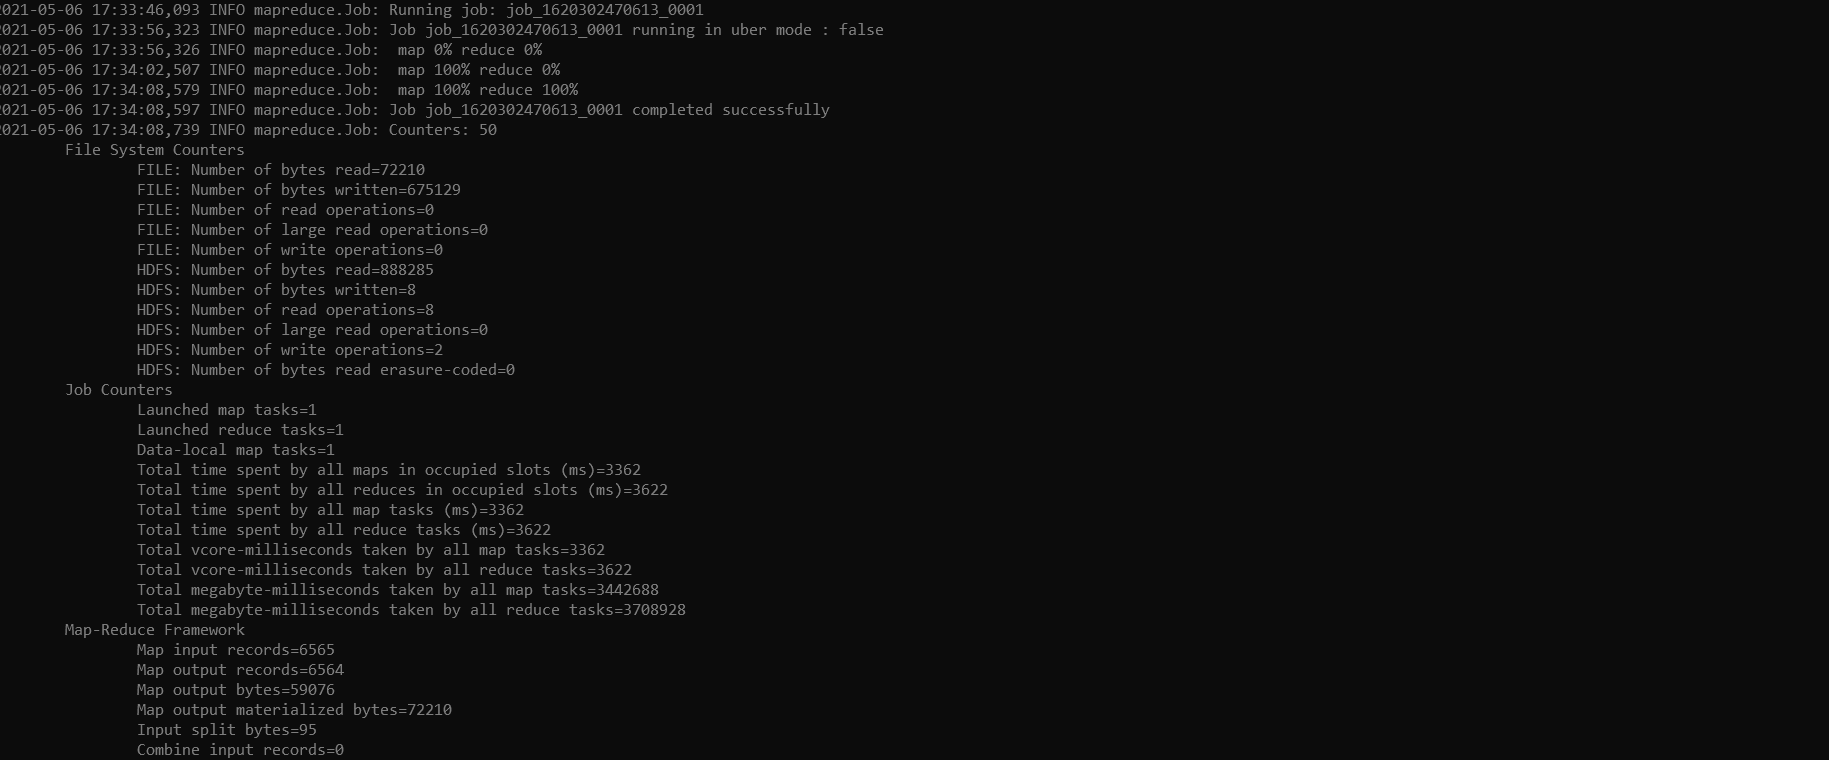 2021-05-06 17:33:46,093 INFO mapreduce.Job: Running job: job_1620302470613_0001
2021-05-06 17:33:56,323 INFO mapreduce.Job: Job job_1620302470613_0001 running in uber mode : false
2021-05-06 17:33:56,326 INFO mapreduce.Job:  map 0% reduce 0%
2021-05-06 17:34:02,507 INFO mapreduce.Job:  map 100% reduce 0%
2021-05-06 17:34:08,579 INFO mapreduce.Job:  map 100% reduce 100%
2021-05-06 17:34:08,597 INFO mapreduce.Job: Job job_1620302470613_0001 completed successfully
2021-05-06 17:34:08,739 INFO mapreduce.Job: Counters: 50
File System Counters
FILE: Number of bytes read=72210
FILE: Number of bytes written=675129
FILE: Number of read operations=0
FILE: Number of large read operations=0
FILE: Number of write operations=0
HDFS: Number of bytes read=888285
HDFS: Number of bytes written=8
HDFS: Number of read operations=8
HDFS: Number of large read operations=0
HDFS: Number of write operations=2
HDFS: Number of bytes read erasure-coded=0
Job Counters
Launched map tasks=1
Launched reduce tasks=1
Data-local map tasks=1
Total time spent by all maps in occupied slots (ms)=3362
Total time spent by all reduces in occupied slots (ms)=3622
Total time spent by all map tasks (ms)=3362
Total time spent by all reduce tasks (ms)=3622
Total vcore-milliseconds taken by all map tasks=3362
Total vcore-milliseconds taken by all reduce tasks=3622
Total megabyte-milliseconds taken by all map tasks=3442688
Total megabyte-milliseconds taken by all reduce tasks=3708928
Map-Reduce Framework
Map input records=6565
Map output records=6564
Map output bytes=59076
Map output materialized bytes=72210
Input split bytes=95
Combine input records=0